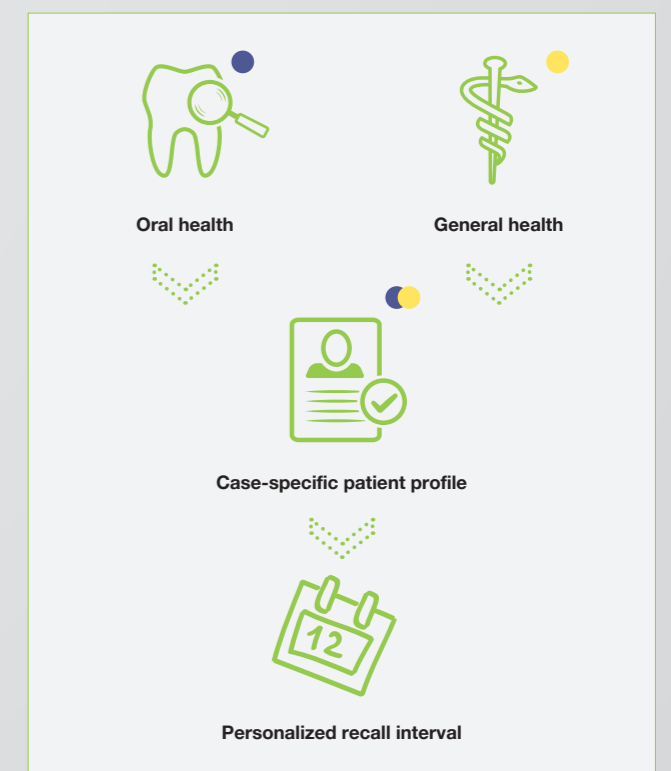 Oral health
General health
Case-specific patient profile
12
Personalized recall interval